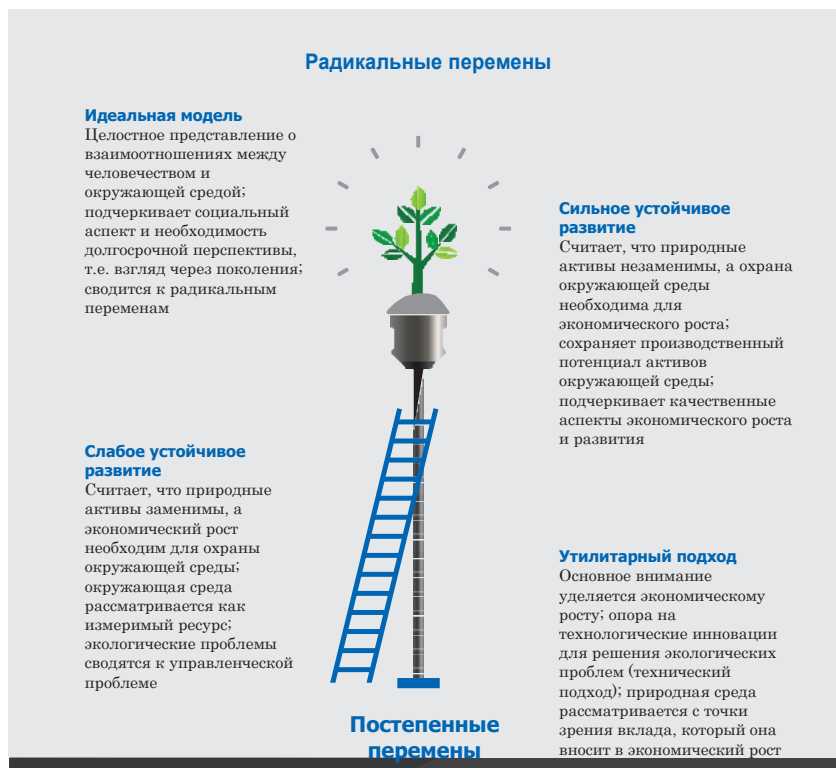 Радикальные перемены
Идеальная модель
Целостное представление о
взаимоотношениях между
человечеством и
окружающей средой;
подчеркивает социальный
аспект и необходимость
долгосрочной перспективы,
т.е. взгляд через поколения;
сводится к радикальным
переменам
Сильное устойчивое
развитие
Считает, что природные
активы незаменимы, а охрана
окружающей среды
необходима для
экономического роста;
сохраняет производственный
потенциал активов
окружающей среды;
подчеркивает качественные
аспекты экономического роста
и развития
Слабое устойчивое
развитие
Считает, что природные
активы заменимы, а
экономический рост
необходим для охраны
окружающей среды;
окружающая среда
рассматривается как
измеримый ресурс;
экологические проблемы
сводятся к управленческой
проблеме
Утилитарный подход
Основное внимание
уделяется экономическому
росту; опора на
технологические инновации
для решения экологических
проблем (технический
подход); природная среда
рассматривается с точки
зрения вклада, который она
вносит в экономический рост
Постепенные
перемены